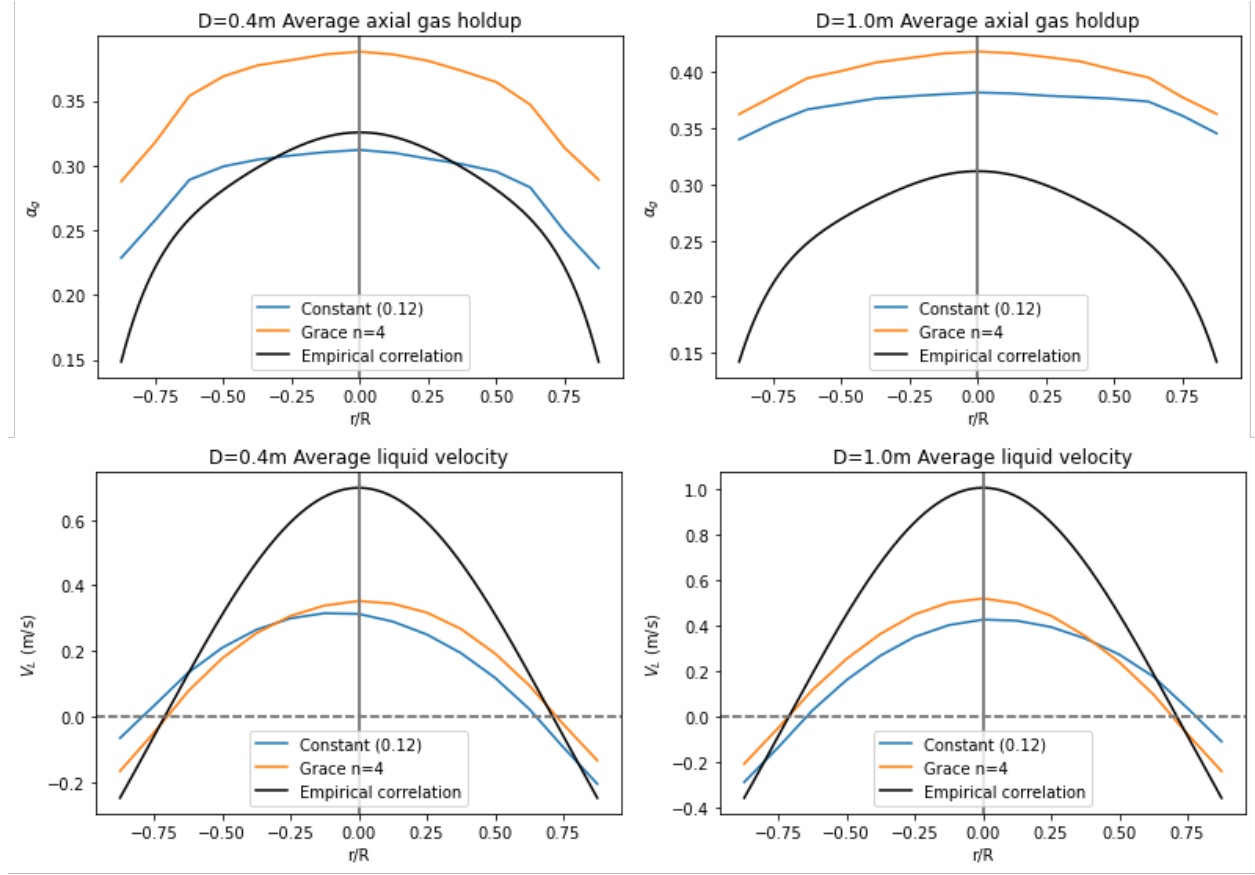 D=0.4m Average axial gas holdup
0.35
0.30
0.25
0.20
0.15
α_g
Constant (0.12)
Grace n=4
Empirical correlation
−0.75 −0.50 −0.25 0.00 0.25 0.50 0.75
r/R
D=1.0m Average axial gas holdup
0.40
0.35
0.30
0.25
0.20
0.15
α_g
Constant (0.12)
Grace n=4
Empirical correlation
−0.75 −0.50 −0.25 0.00 0.25 0.50 0.75
r/R
D=0.4m Average liquid velocity
0.6
0.4
0.2
0.0
−0.2
V_L (m/s)
Constant (0.12)
Grace n=4
Empirical correlation
−0.75 −0.50 −0.25 0.00 0.25 0.50 0.75
r/R
D=1.0m Average liquid velocity
1.0
0.8
0.6
0.4
0.2
0.0
−0.2
−0.4
V_L (m/s)
Constant (0.12)
Grace n=4
Empirical correlation
−0.75 −0.50 −0.25 0.00 0.25 0.50 0.75
r/R